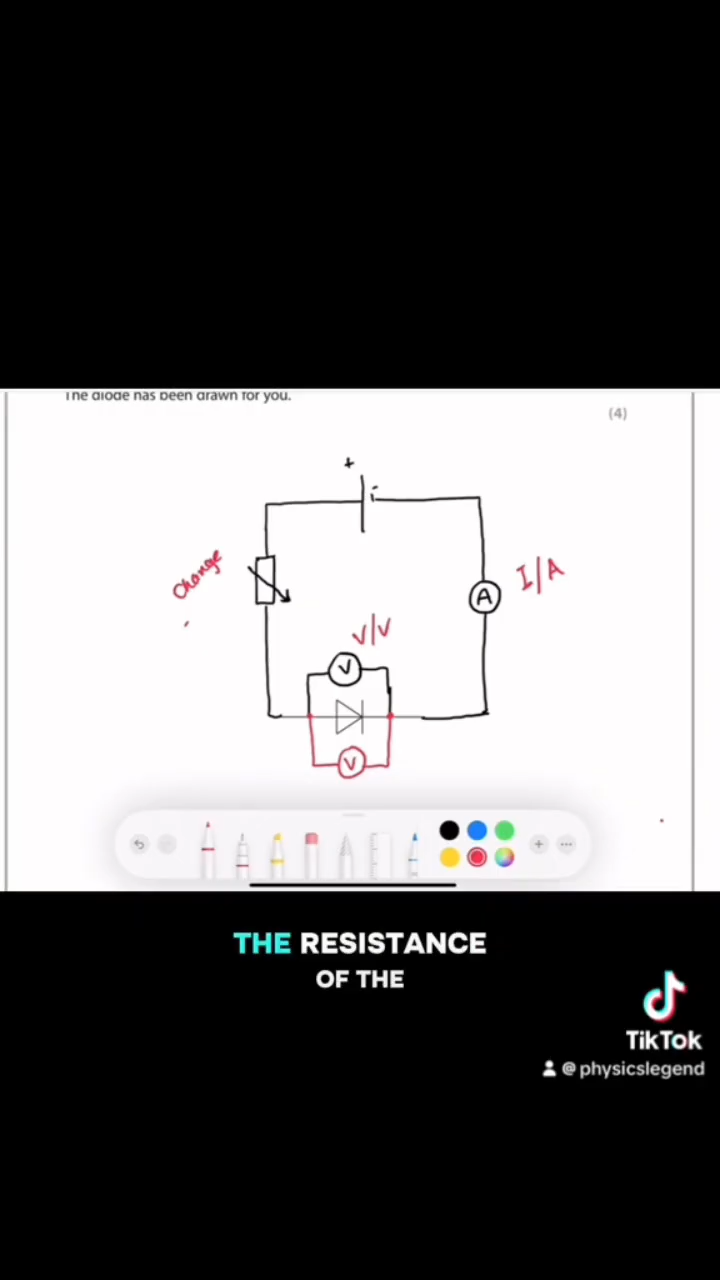 The diode has been drawn for you.
(4)
+
Change
I/A
A
V/V
V
V
THE RESISTANCE
OF THE
TikTok
@physicslegend